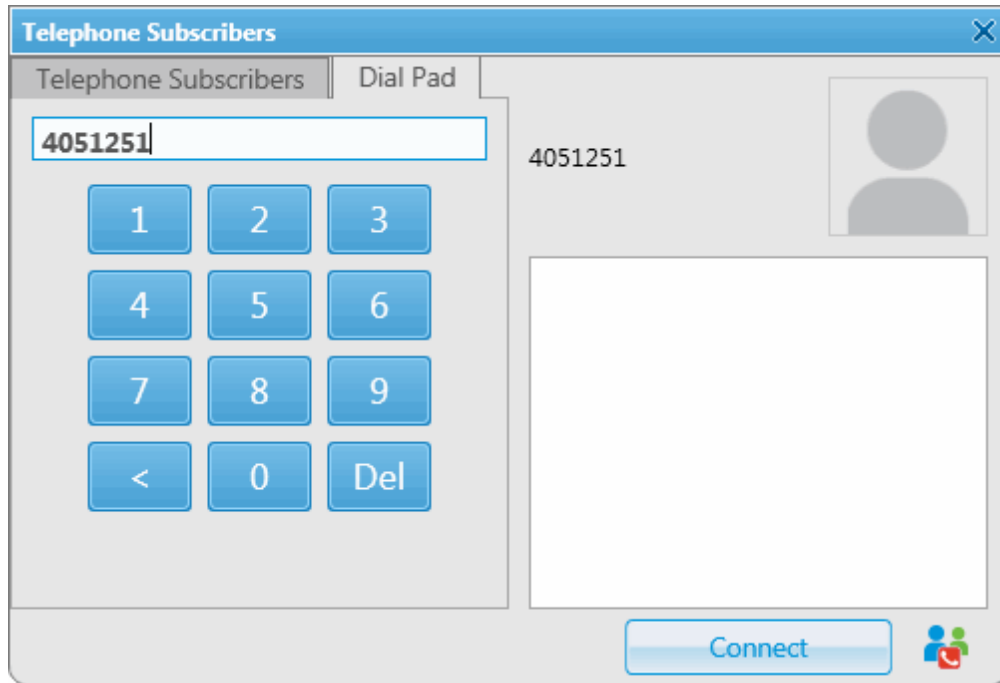 Telephone Subscribers
Telephone Subscribers Dial Pad
4051251
4051251
1 2 3
4 5 6
7 8 9
< 0 Del
Connect